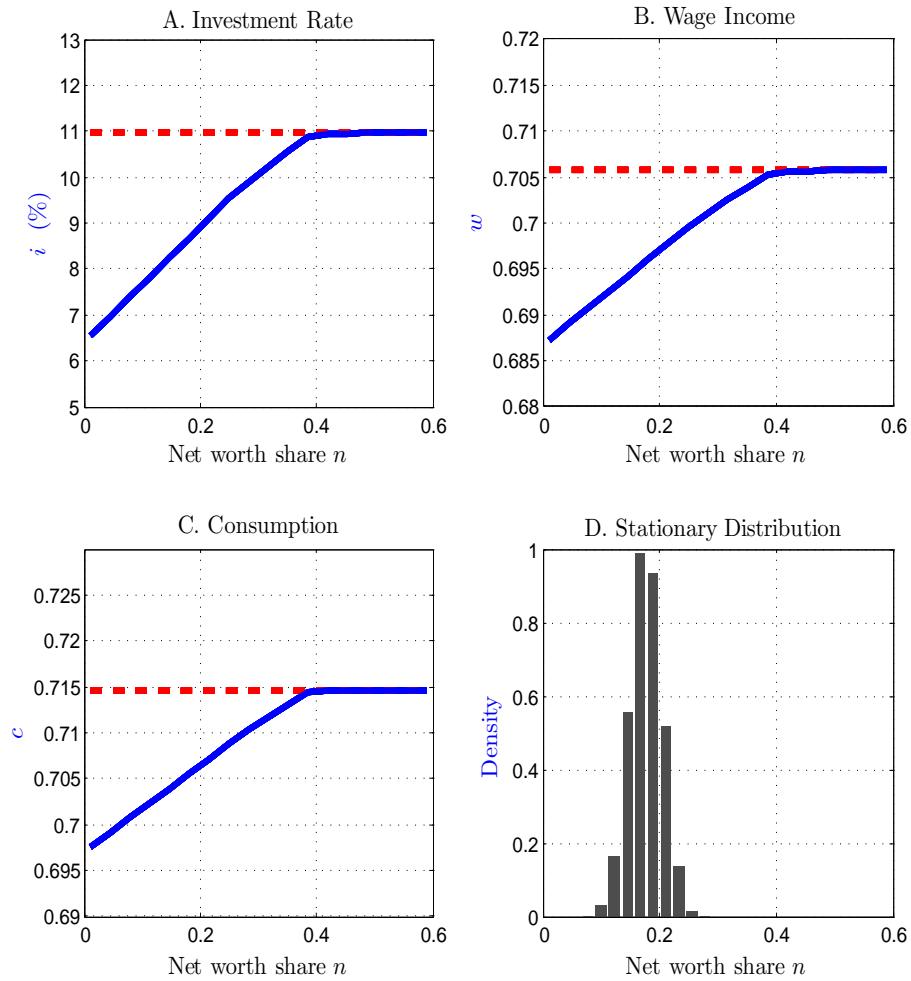 A. Investment Rate
13
12
11
10
9
8
7
6
5
i (%)
0 0.2 0.4 0.6
Net worth share n
B. Wage Income
0.72
0.715
0.71
0.705
0.7
0.695
0.69
0.685
0.68
w
0 0.2 0.4 0.6
Net worth share n
C. Consumption
0.725
0.72
0.715
0.71
0.705
0.7
0.695
0.69
c
0 0.2 0.4 0.6
Net worth share n
D. Stationary Distribution
1
0.8
0.6
0.4
0.2
0
Density
0 0.2 0.4 0.6
Net worth share n